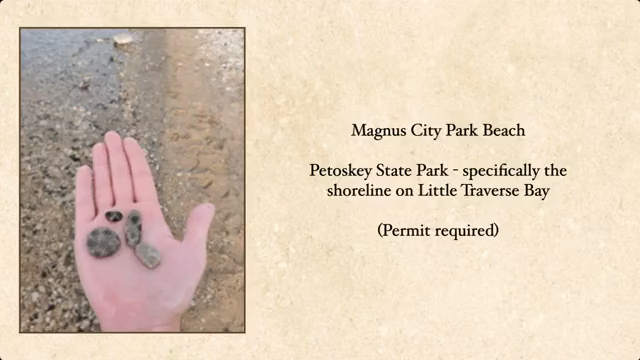 Magnus City Park Beach
Petoskey State Park - specifically the
shoreline on Little Traverse Bay
(Permit required)